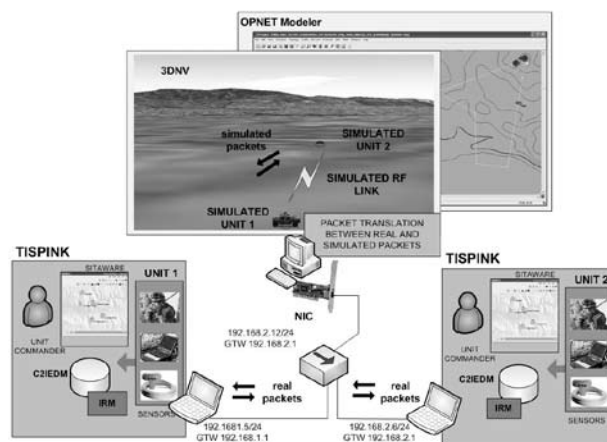 OPNET Modeler
3DNV
simulated
packets
SIMULATED
UNIT 2
SIMULATED RF
LINK
SIMULATED
UNIT 1
PACKET TRANSLATION
BETWEEN REAL AND
SIMULATED PACKETS
TISPINK
SITAWARE
UNIT 1
UNIT
COMMANDER
C2IEDM
IRM
SENSORS
NIC
192.168.2.12/24
GTW 192.168.2.1
real
packets
real
packets
192.1681.5/24
GTW 192.168.1.1
192.168.2.6/24
GTW 192.168.2.1
TISPINK
SITAWARE
UNIT 2
UNIT
COMMANDER
C2IEDM
IRM
SENSORS